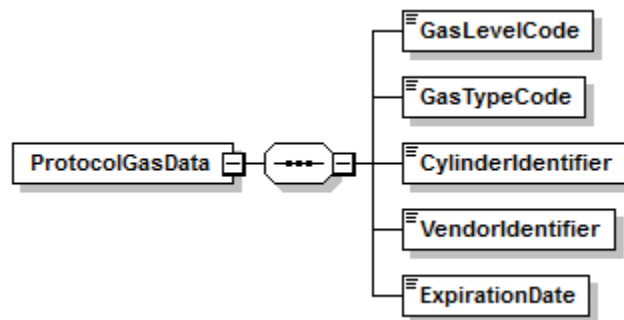 GasLevelCode
GasTypeCode
ProtocolGasData
CylinderIdentifier
VendorIdentifier
ExpirationDate